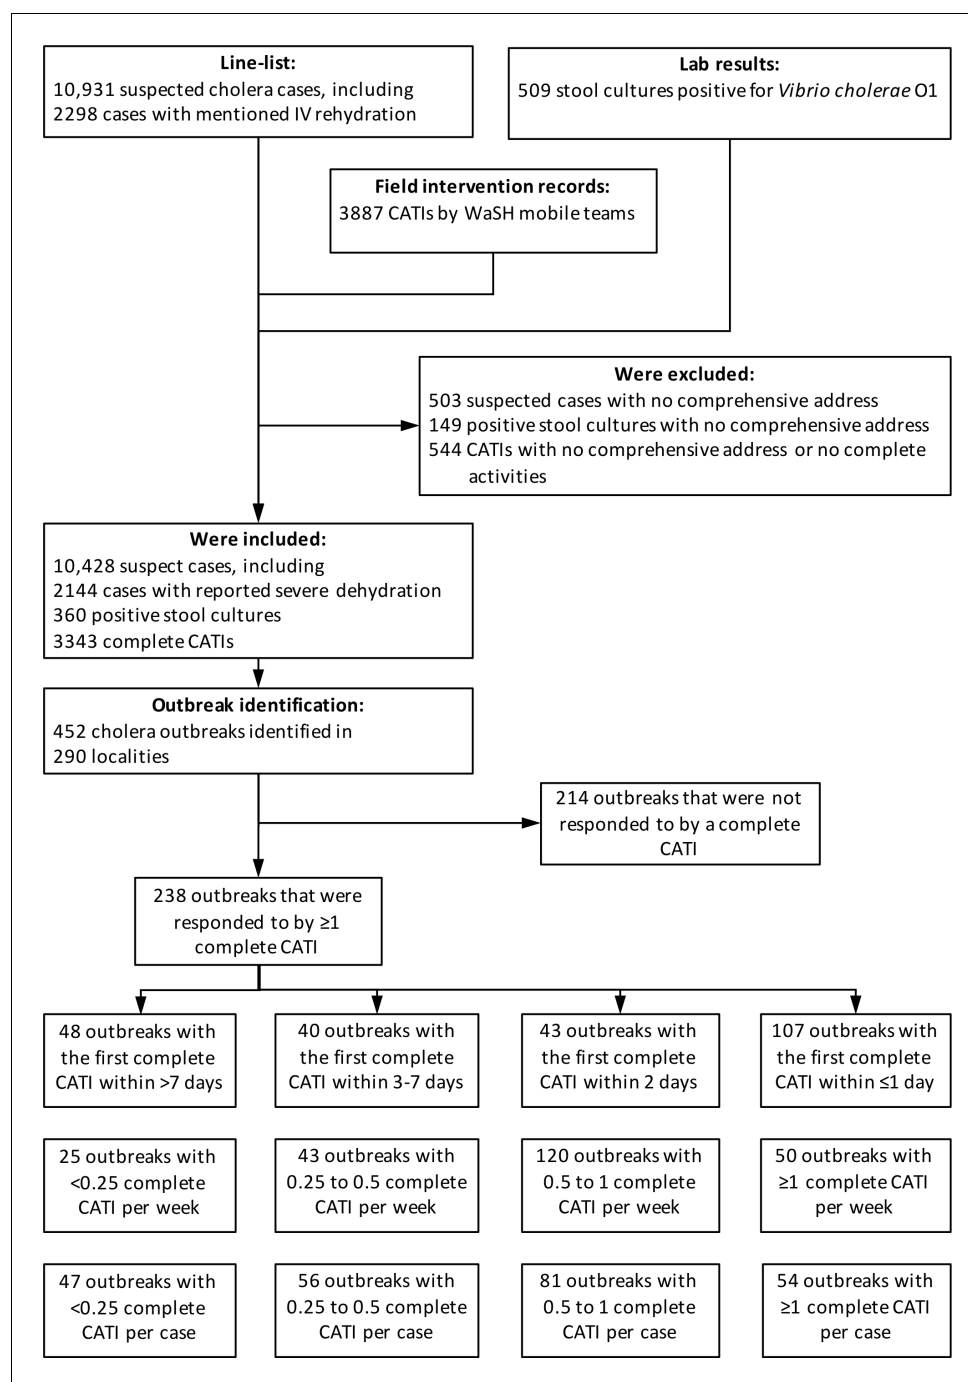 Line-list:
10,931 suspected cholera cases, including
2298 cases with mentioned IV rehydration
Lab results:
509 stool cultures positive for Vibrio cholerae O1
Field intervention records:
3887 CATIs by WaSH mobile teams
Were excluded:
503 suspected cases with no comprehensive address
149 positive stool cultures with no comprehensive address
544 CATIs with no comprehensive address or no complete
activities
Were included:
10,428 suspect cases, including
2144 cases with reported severe dehydration
360 positive stool cultures
3343 complete CATIs
Outbreak identification:
452 cholera outbreaks identified in
290 localities
214 outbreaks that were not
responded to by a complete
CATI
238 outbreaks that were
responded to by ≥1
complete CATI
48 outbreaks with
the first complete
CATI within >7 days
40 outbreaks with
the first complete
CATI within 3-7 days
43 outbreaks with
the first complete
CATI within 2 days
107 outbreaks with
the first complete
CATI within ≤1 day
25 outbreaks with
<0.25 complete
CATI per week
43 outbreaks with
0.25 to 0.5 complete
CATI per week
120 outbreaks with
0.5 to 1 complete
CATI per week
50 outbreaks with
≥1 complete CATI
per week
47 outbreaks with
<0.25 complete
CATI per case
56 outbreaks with
0.25 to 0.5 complete
CATI per case
81 outbreaks with
0.5 to 1 complete
CATI per case
54 outbreaks with
≥1 complete CATI
per case